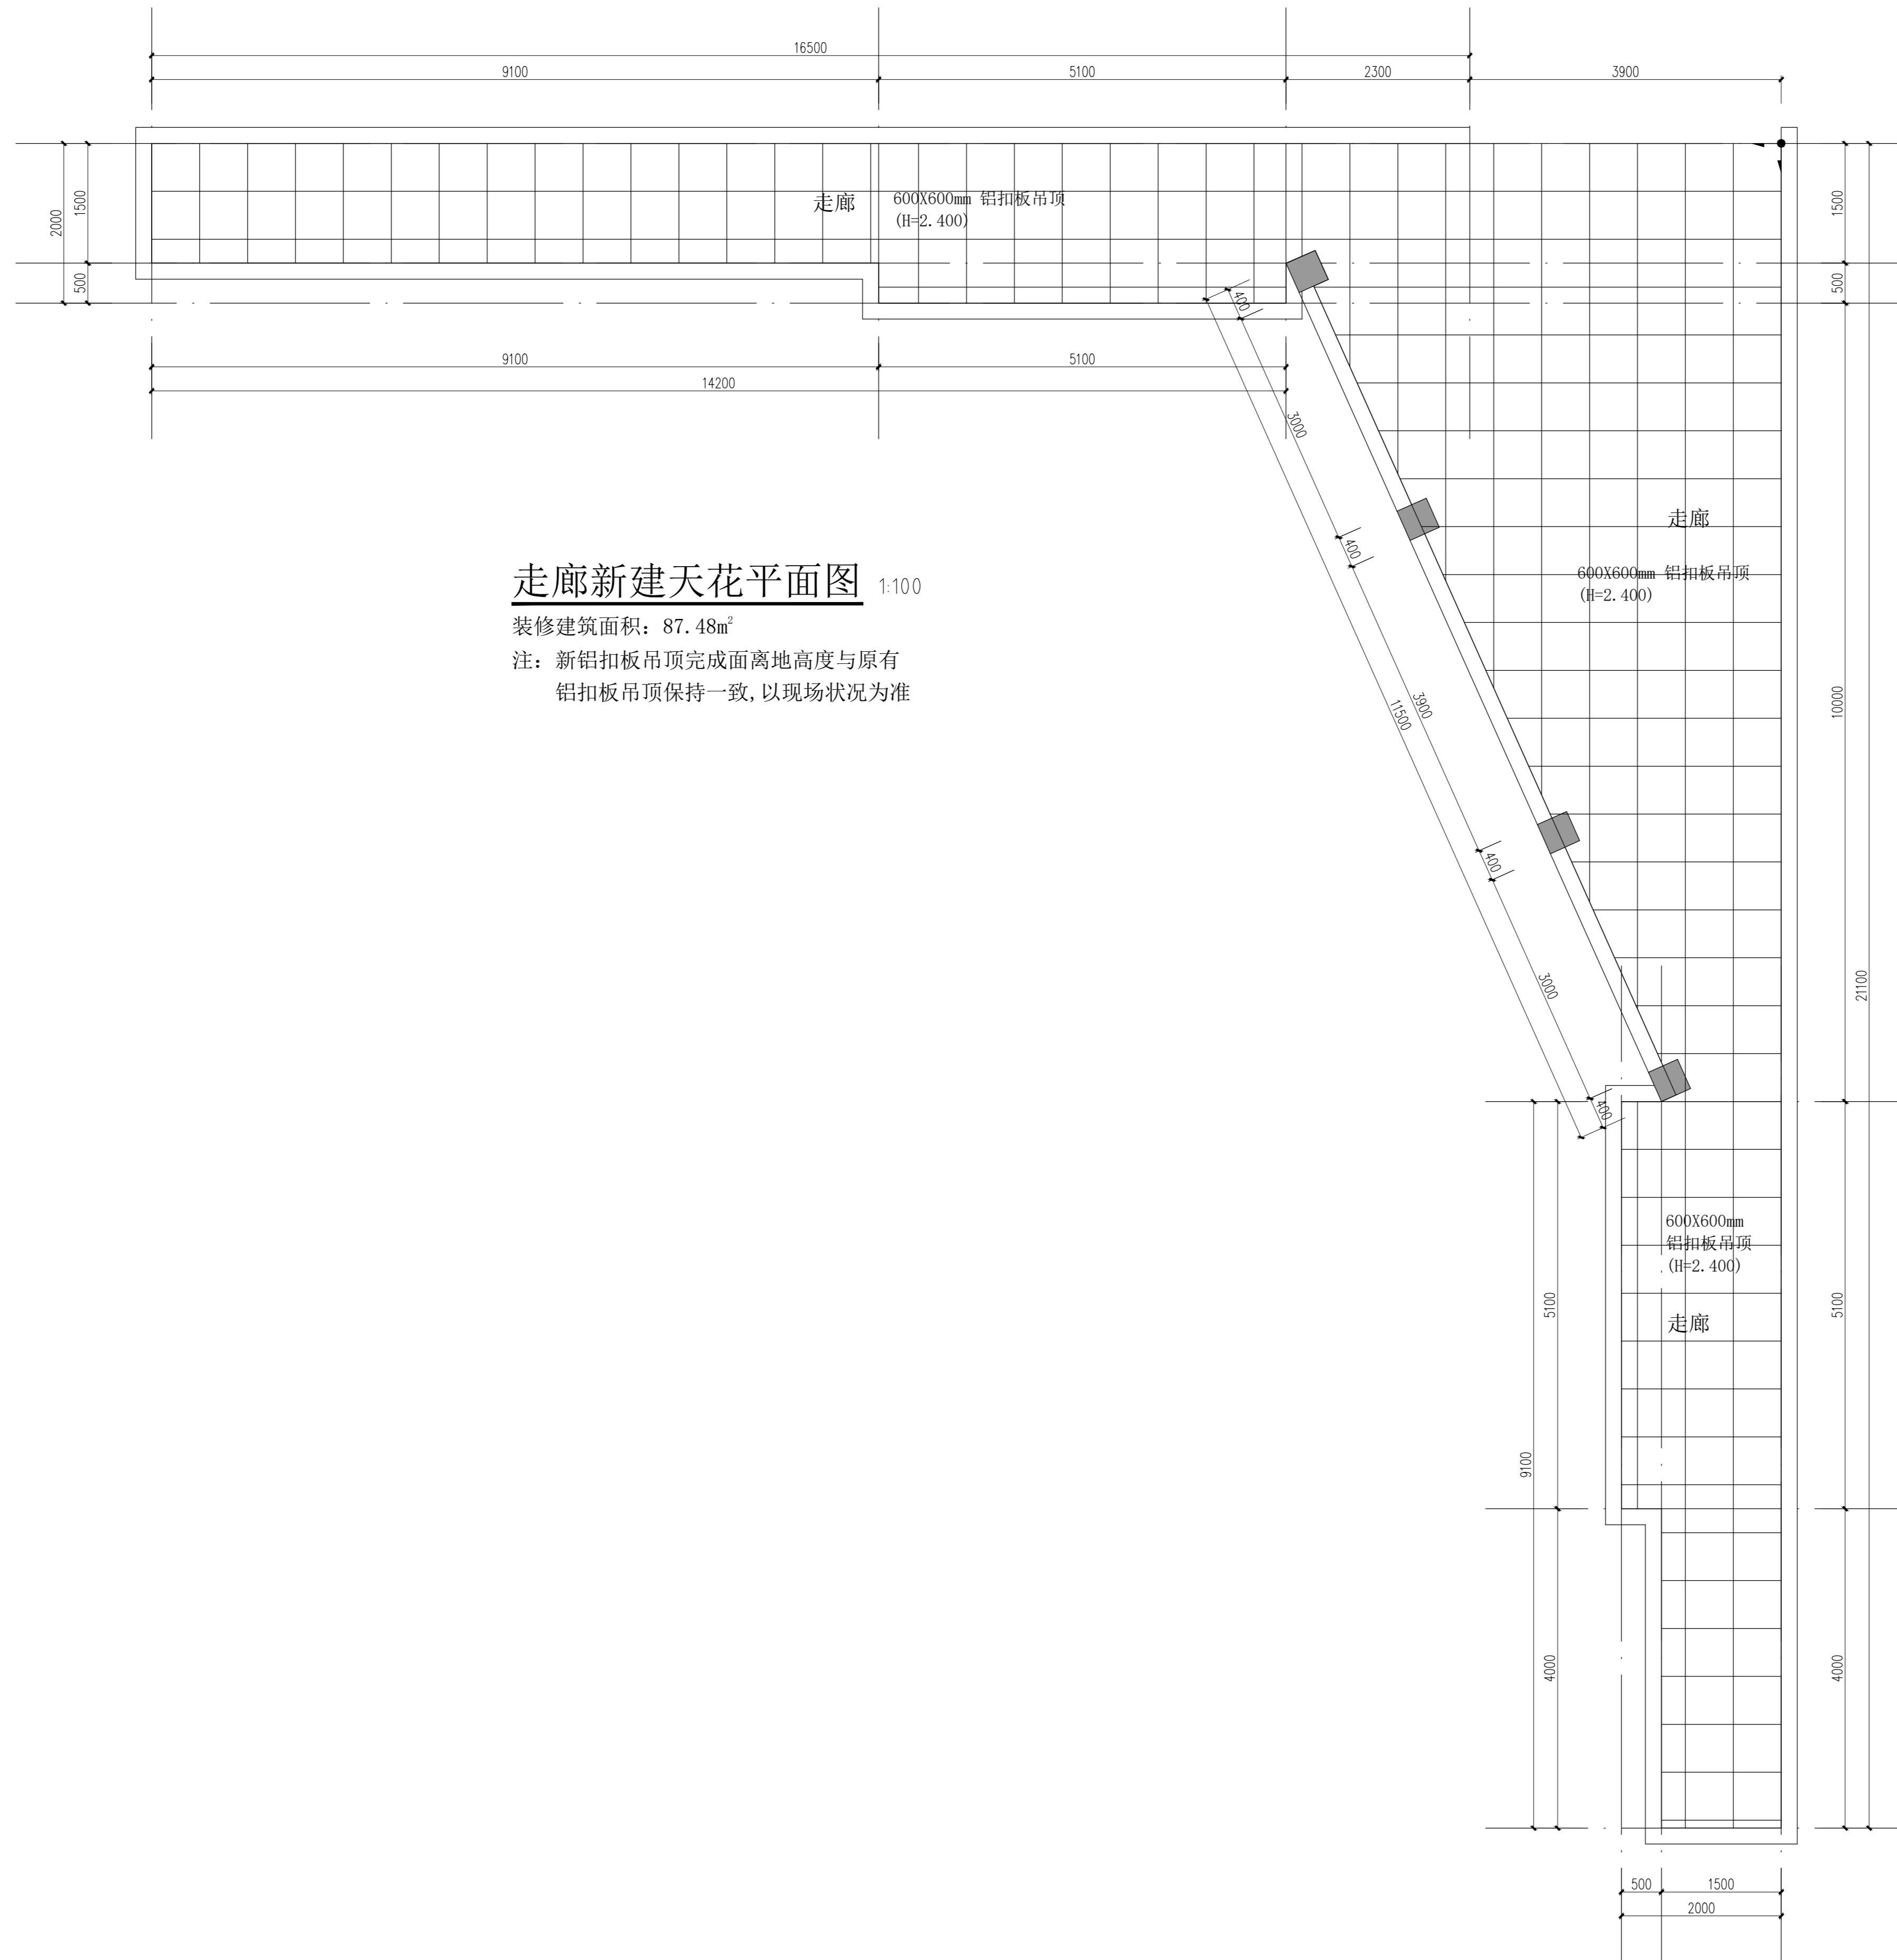 16500
9100
5100
2300
3900
2000
1500
500
走廊
600X600mm 铝扣板吊顶
(H=2.400)
1500
500
400
9100
5100
14200
3000
走廊
400
600X600mm 铝扣板吊顶
(H=2.400)
走廊新建天花平面图 1:100
装修建筑面积：87.48m²
注：新铝扣板吊顶完成面离地高度与原有
铝扣板吊顶保持一致,以现场状况为准
3900
11500
10000
400
3000
21100
400
600X600mm
铝扣板吊顶
(H=2.400)
走廊
5100
5100
9100
4000
4000
500
1500
2000